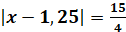 |x − 1,25| = 15/4